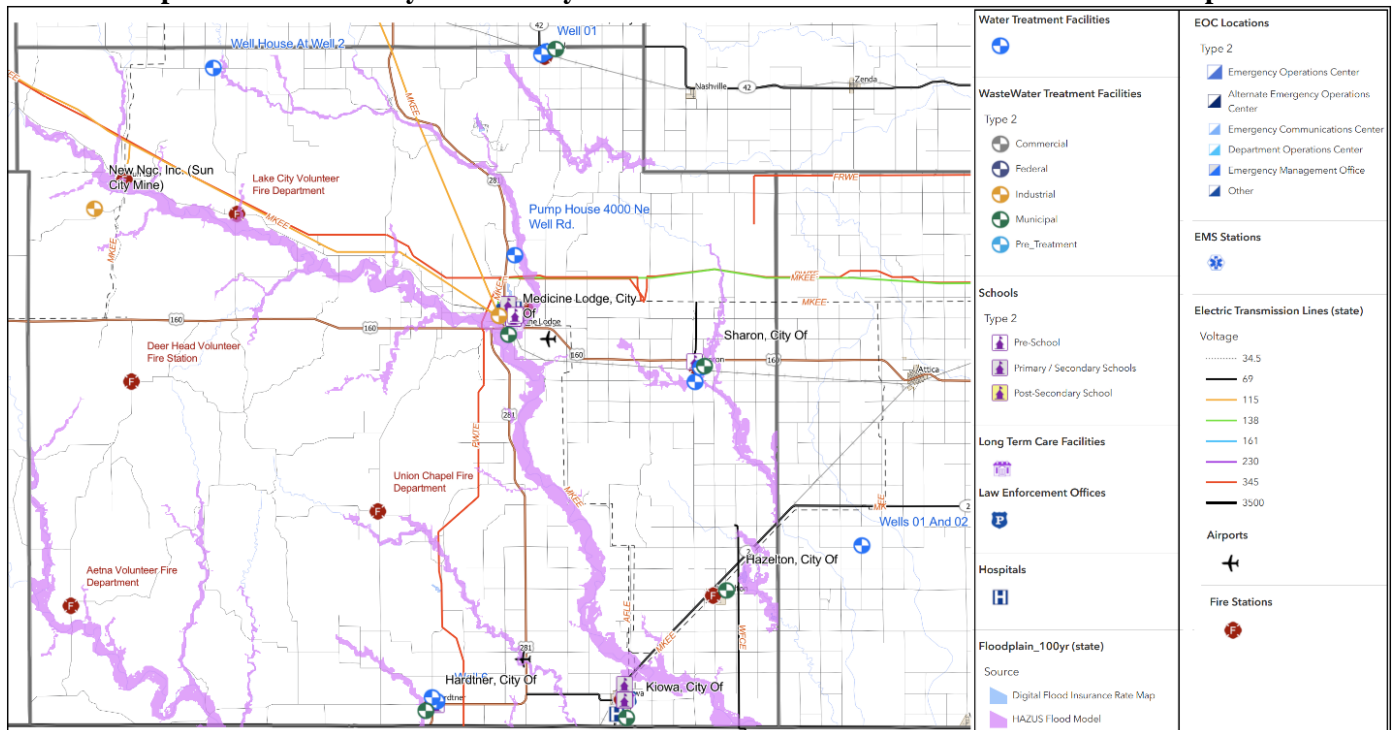 42
Well House At Well 2
Well 01
Nashville
42
Zenda
MKEE
New Ngc, Inc. (Sun
City Mine)
Lake City Volunteer
Fire Department
281
FRWE
MKEE
Pump House 4000 Ne
Well Rd.
MKEE
MKEE
MKEE
MKEE
Medicine Lodge, City
Of
160
160
Deer Head Volunteer
Fire Station
160
Sharon, City Of
160
Attica
281
Union Chapel Fire
Department
MKEE
Wells 01 And 02
2
Hazelton, City Of
Aetna Volunteer Fire
Department
AFLE
MKEE
WFCE
281
Hardtner, City Of
Kiowa, City Of
Water Treatment Facilities
WasteWater Treatment Facilities
Type 2
Commercial
Federal
Industrial
Municipal
Pre_Treatment
Schools
Type 2
Pre-School
Primary / Secondary Schools
Post-Secondary School
Long Term Care Facilities
Law Enforcement Offices
Hospitals
Floodplain_100yr (state)
Source
Digital Flood Insurance Rate Map
HAZUS Flood Model
EOC Locations
Type 2
Emergency Operations Center
Alternate Emergency Operations
Center
Emergency Communications Center
Department Operations Center
Emergency Management Office
Other
EMS Stations
Electric Transmission Lines (state)
Voltage
34.5
69
115
138
161
230
345
3500
Airports
Fire Stations